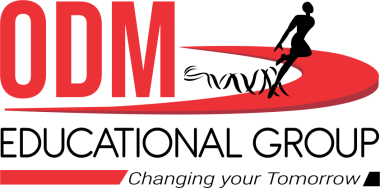 ODM
EDUCATIONAL GROUP
Changing your Tomorrow